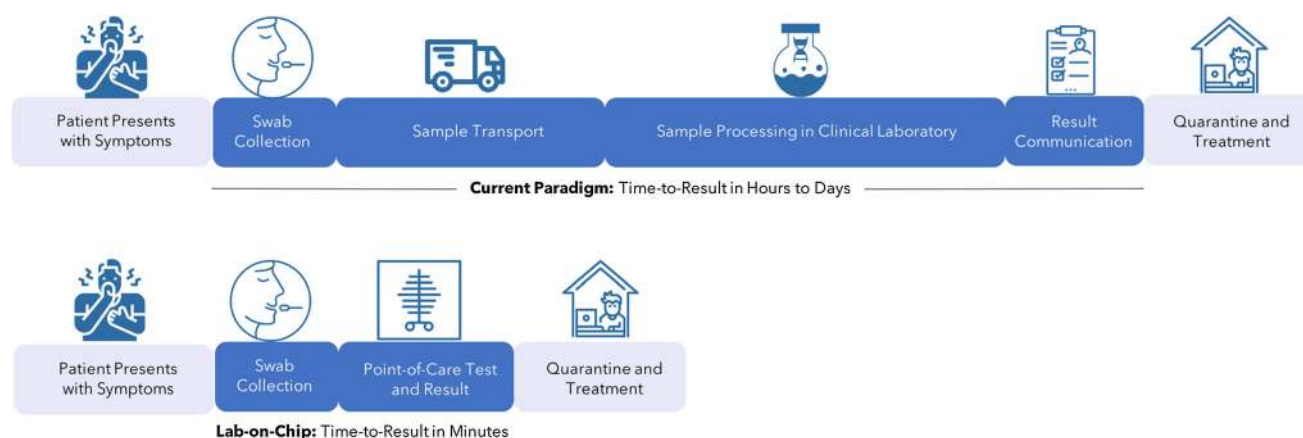 Patient Presents
with Symptoms
Swab
Collection
Sample Transport
Sample Processing in Clinical Laboratory
Result
Communication
Quarantine and
Treatment
Current Paradigm: Time-to-Result in Hours to Days
Patient Presents
with Symptoms
Swab
Collection
Point-of-Care Test
and Result
Quarantine and
Treatment
Lab-on-Chip: Time-to-Result in Minutes